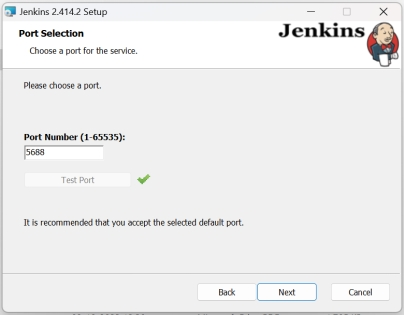 Jenkins 2.414.2 Setup
Port Selection
Choose a port for the service.
Jenkins
Please choose a port.
Port Number (1-65535):
5688
Test Port
It is recommended that you accept the selected default port.
Back
Next
Cancel